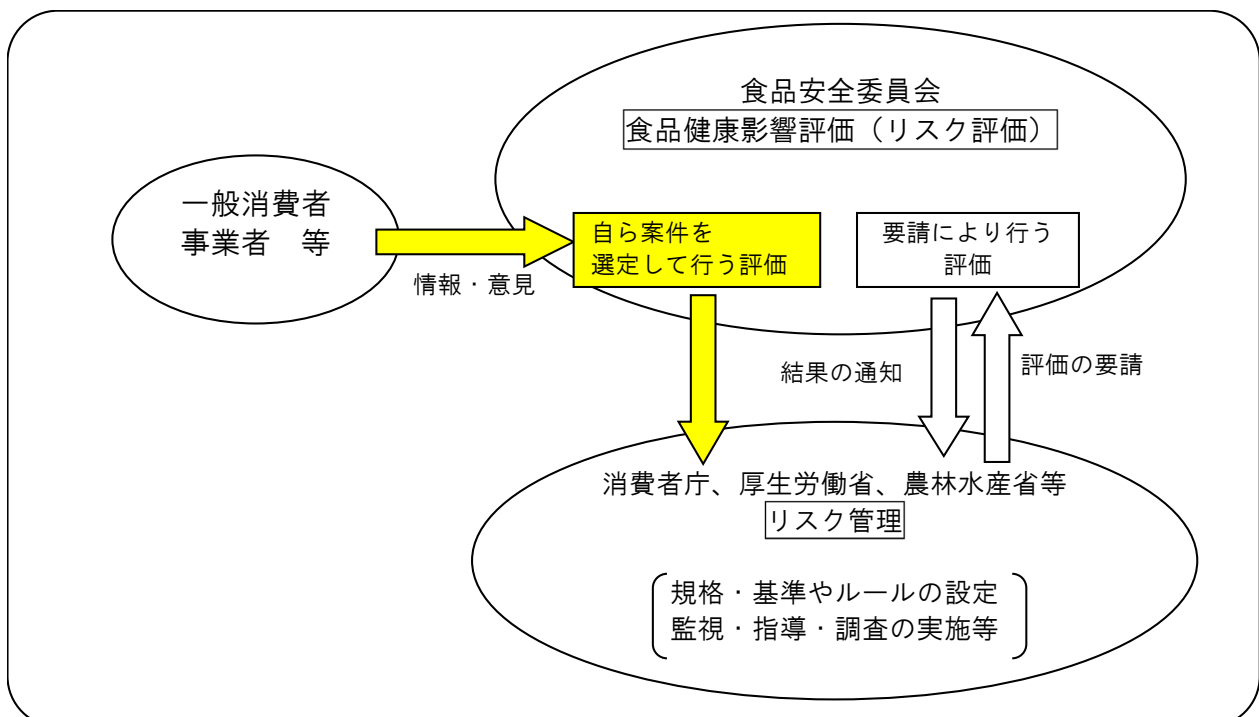 食品安全委員会
食品健康影響評価（リスク評価）
一般消費者
事業者　等
情報・意見
自ら案件を
選定して行う評価
要請により行う
評価
結果の通知
評価の要請
消費者庁、厚生労働省、農林水産省等
リスク管理
規格・基準やルールの設定
監視・指導・調査の実施等